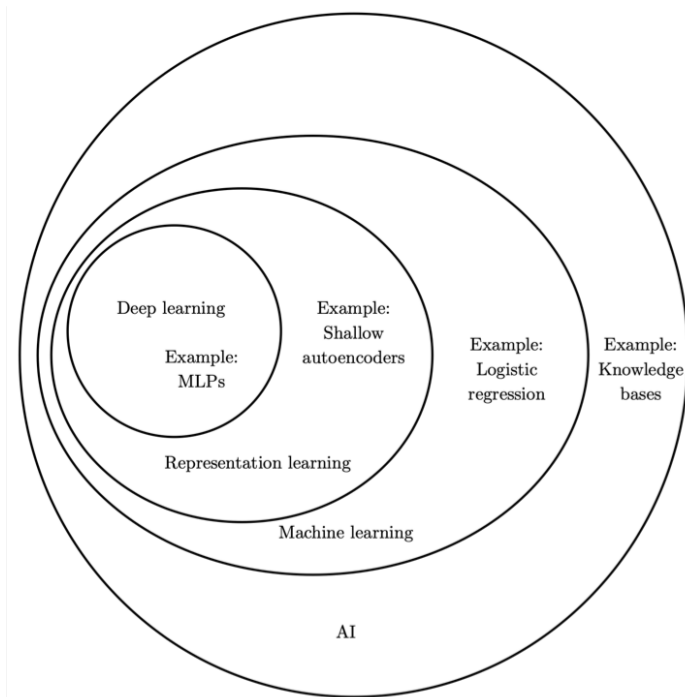 Deep learning
Example:
MLPs
Example:
Shallow
autoencoders
Example:
Logistic
regression
Example:
Knowledge
bases
Representation learning
Machine learning
AI